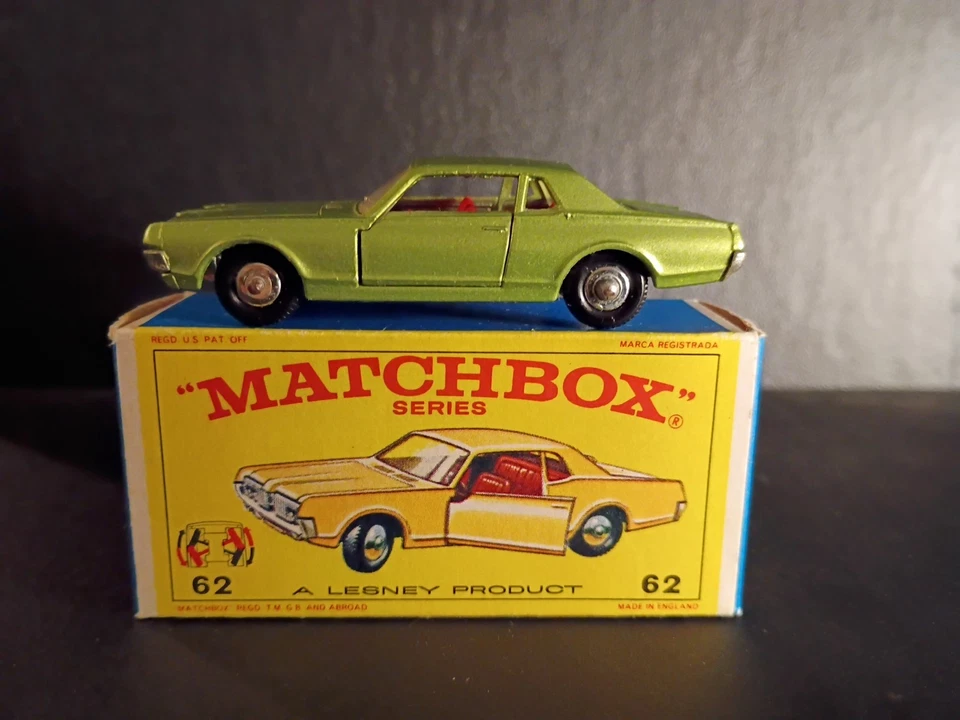 REGD U.S PAT OFF MARCA REGISTRADA
"MATCHBOX"®
SERIES
62 A LESNEY PRODUCT 62
MATCHBOX REGD T.M. G.B. AND ABROAD MADE IN ENGLAND